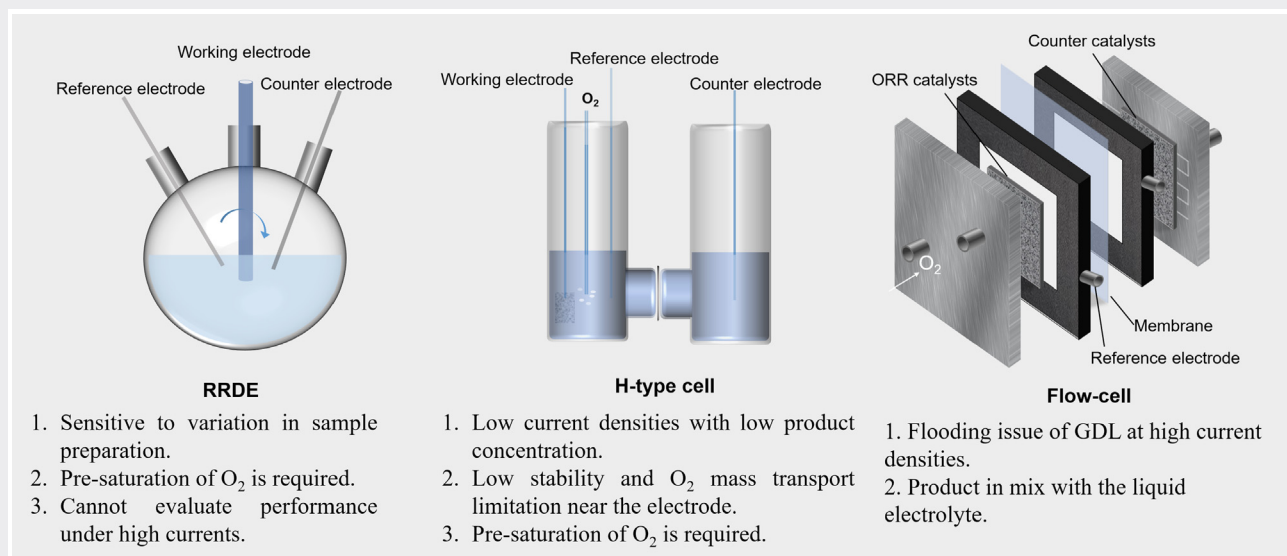 Working electrode
Reference electrode
Counter electrode
RRDE
1. Sensitive to variation in sample
preparation.
2. Pre-saturation of O₂ is required.
3. Cannot evaluate performance
under high currents.
Reference electrode
Working electrode
O₂
Counter electrode
H-type cell
1. Low current densities with low product
concentration.
2. Low stability and O₂ mass transport
limitation near the electrode.
3. Pre-saturation of O₂ is required.
Counter catalysts
ORR catalysts
O₂
Membrane
Reference electrode
Flow-cell
1. Flooding issue of GDL at high current
densities.
2. Product in mix with the liquid
electrolyte.